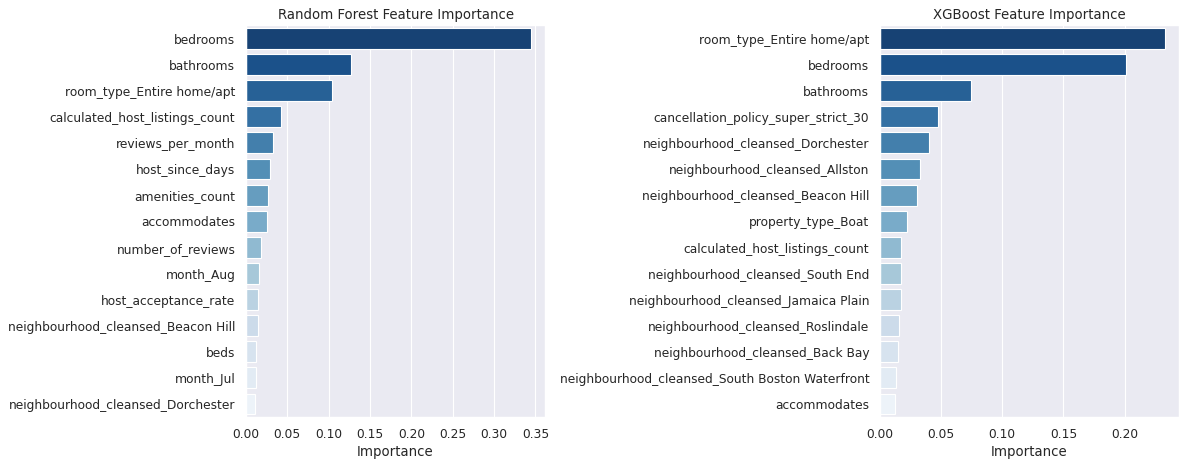 Random Forest Feature Importance
bedrooms
bathrooms
room_type_Entire home/apt
calculated_host_listings_count
reviews_per_month
host_since_days
amenities_count
accommodates
number_of_reviews
month_Aug
host_acceptance_rate
neighbourhood_cleansed_Beacon Hill
beds
month_Jul
neighbourhood_cleansed_Dorchester
0.00 0.05 0.10 0.15 0.20 0.25 0.30 0.35
Importance
XGBoost Feature Importance
room_type_Entire home/apt
bedrooms
bathrooms
cancellation_policy_super_strict_30
neighbourhood_cleansed_Dorchester
neighbourhood_cleansed_Allston
neighbourhood_cleansed_Beacon Hill
property_type_Boat
calculated_host_listings_count
neighbourhood_cleansed_South End
neighbourhood_cleansed_Jamaica Plain
neighbourhood_cleansed_Roslindale
neighbourhood_cleansed_Back Bay
neighbourhood_cleansed_South Boston Waterfront
accommodates
0.00 0.05 0.10 0.15 0.20
Importance